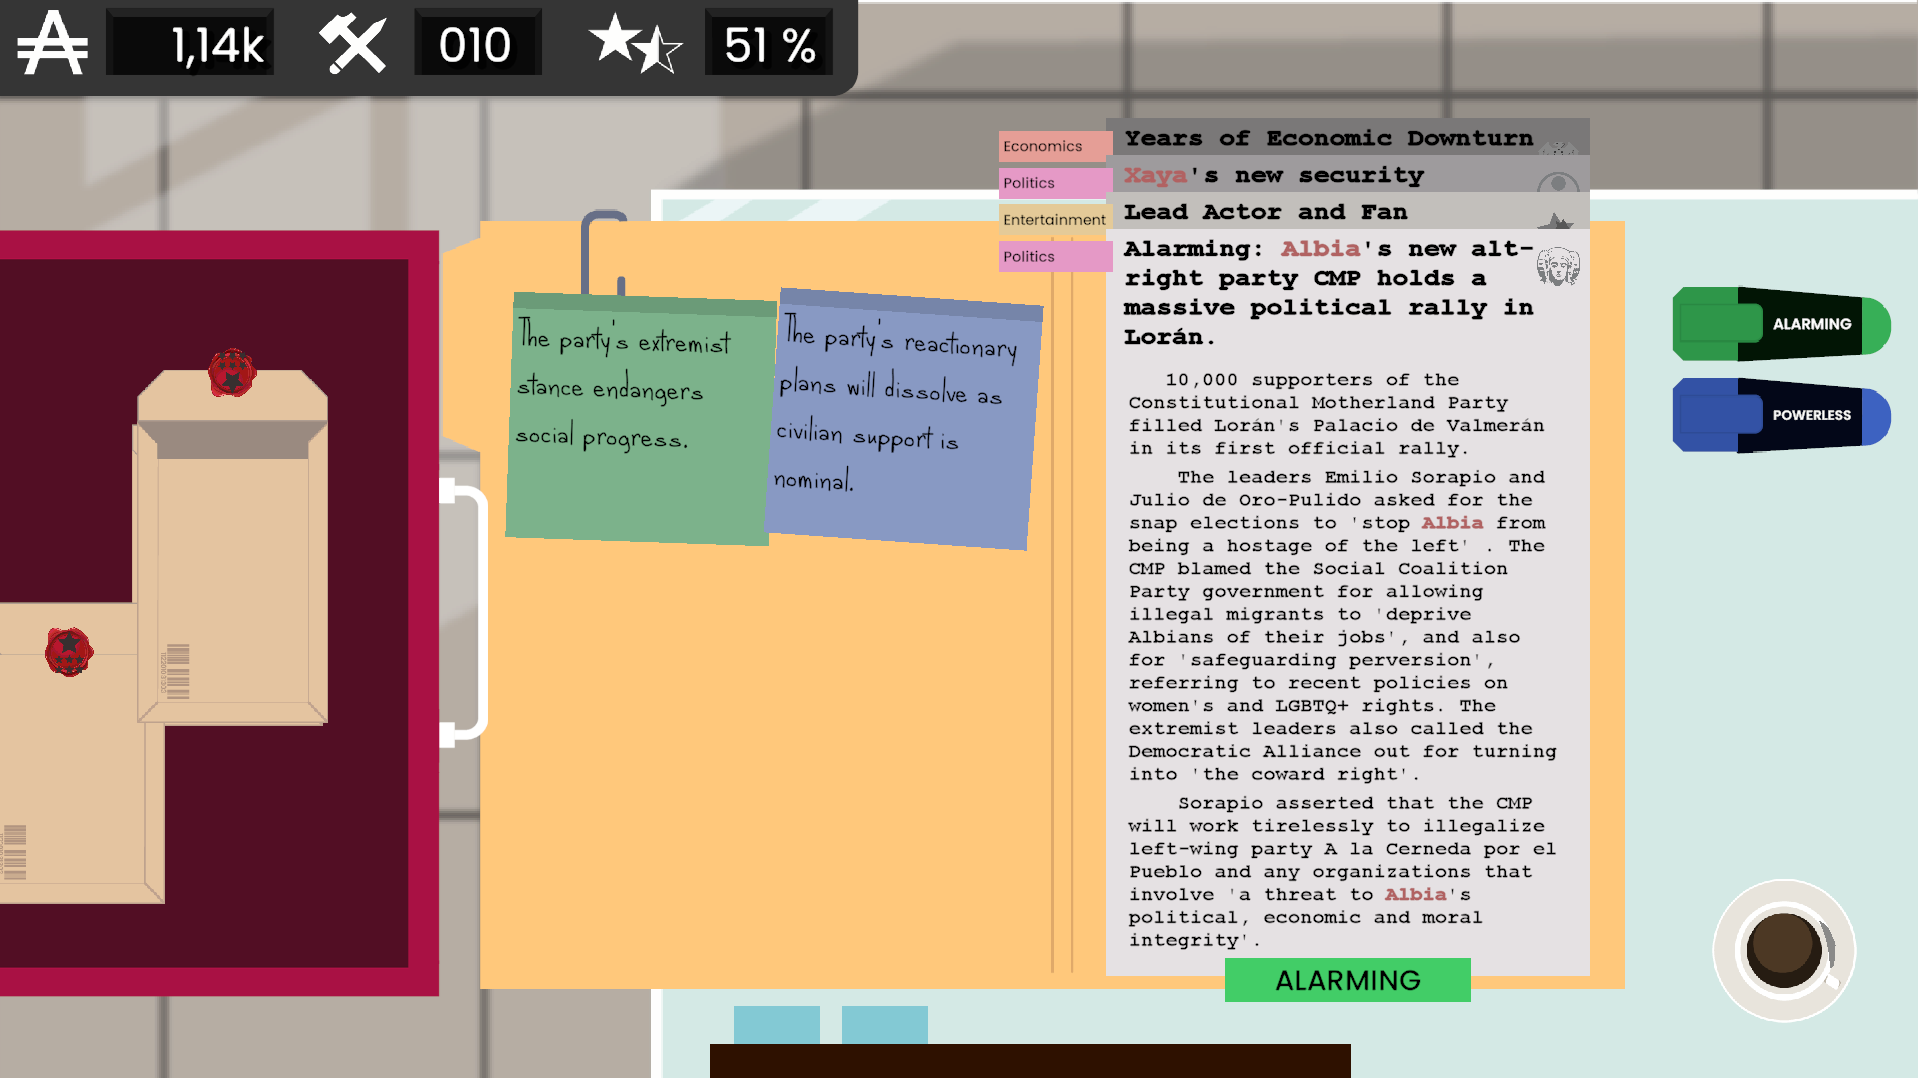 1,14k
010
51 %
Economics
Years of Economic Downturn
Politics
Xaya's new security
Entertainment
Lead Actor and Fan
Politics
Alarming: Albia's new alt-
right party CMP holds a
massive political rally in
Lorán.
The party's extremist
stance endangers
social progress.
The party's reactionary
plans will dissolve as
civilian support is
nominal.
10,000 supporters of the
Constitutional Motherland Party
filled Lorán's Palacio de Valmerán
in its first official rally.
The leaders Emilio Sorapio and
Julio de Oro-Pulido asked for the
snap elections to 'stop Albia from
being a hostage of the left' . The
CMP blamed the Social Coalition
Party government for allowing
illegal migrants to 'deprive
Albians of their jobs', and also
for 'safeguarding perversion',
referring to recent policies on
women's and LGBTQ+ rights. The
extremist leaders also called the
Democratic Alliance out for turning
into 'the coward right'.
Sorapio asserted that the CMP
will work tirelessly to illegalize
left-wing party A la Cerneda por el
Pueblo and any organizations that
involve 'a threat to Albia's
political, economic and moral
integrity'.
ALARMING
ALARMING
POWERLESS